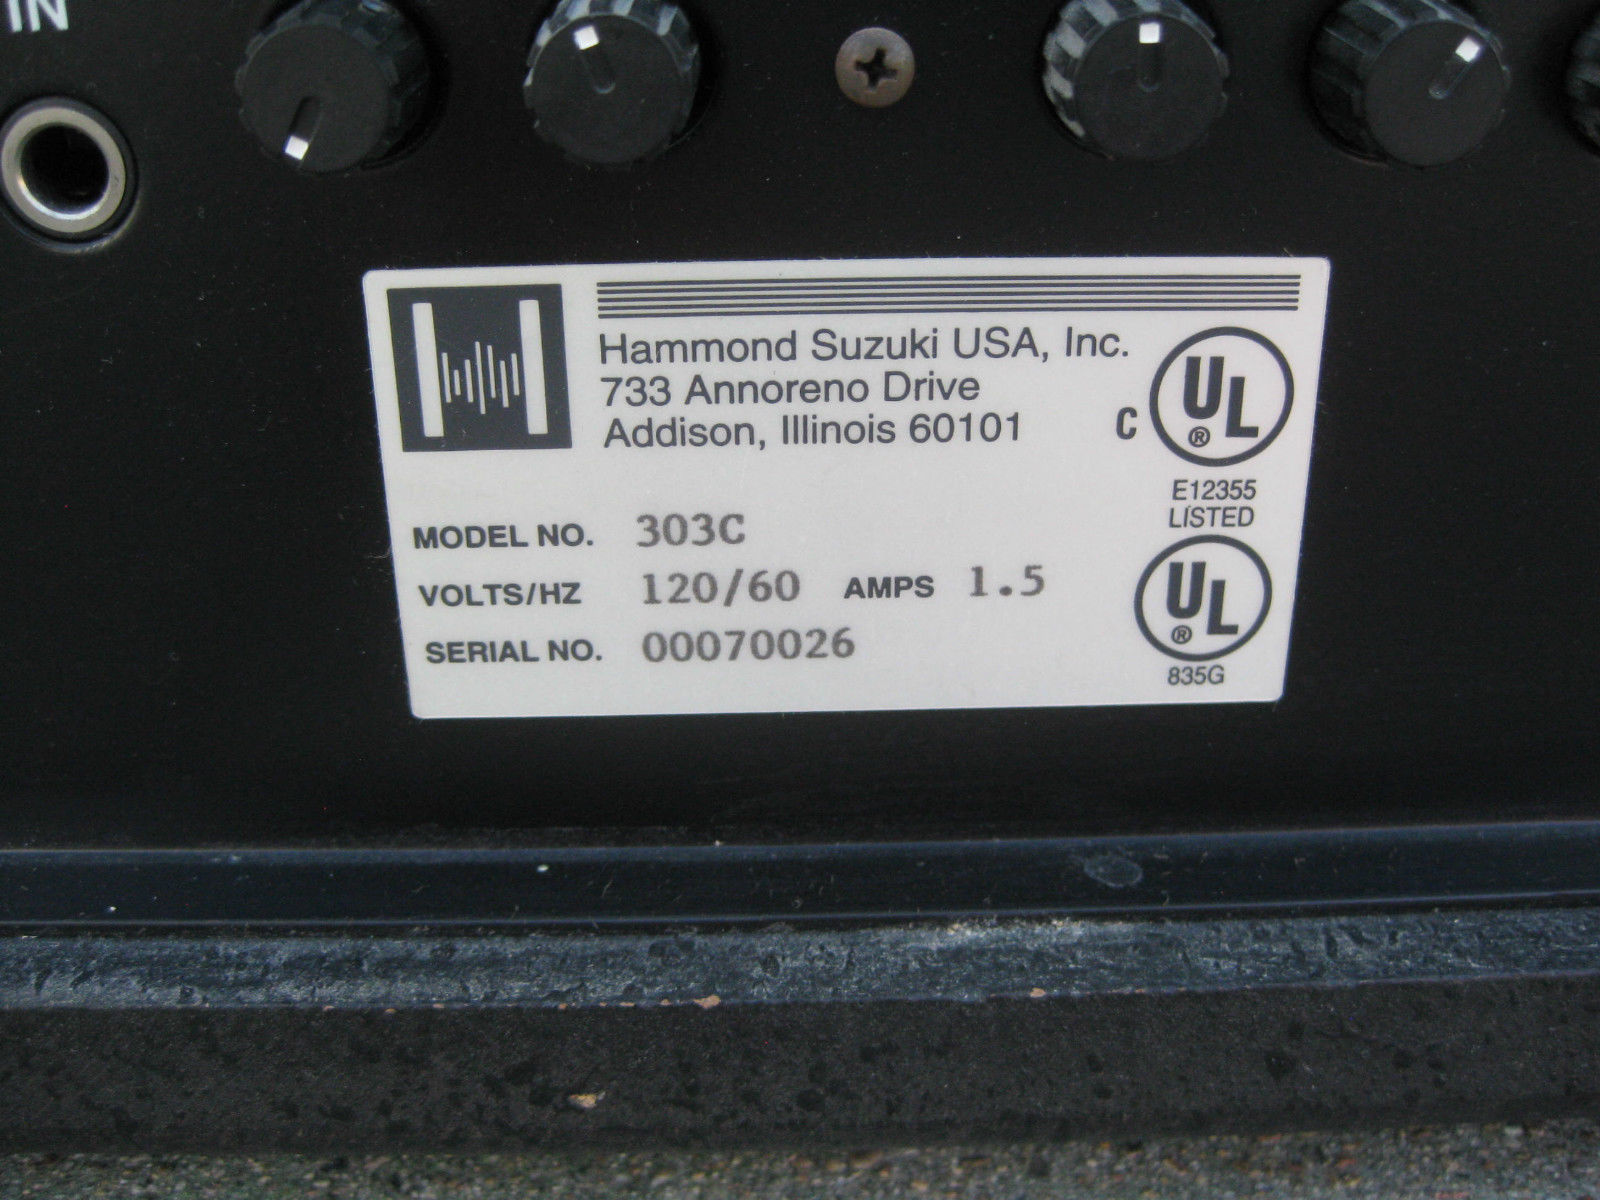 IN
Hammond Suzuki USA, Inc.
733 Annoreno Drive
Addison, Illinois 60101
C UL ®
E12355
LISTED
MODEL NO. 303C
VOLTS/HZ 120/60 AMPS 1.5
SERIAL NO. 00070026
UL ®
835G